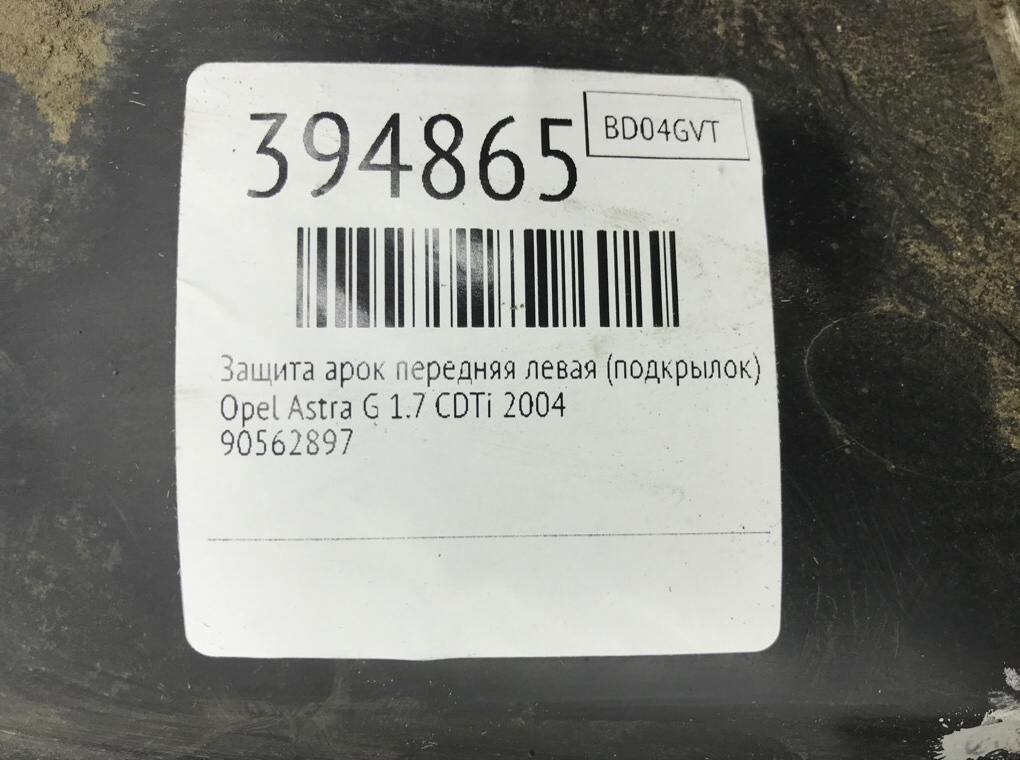 394865
BD04GVT
Защита арок передняя левая (подкрылок)
Opel Astra G 1.7 CDTi 2004
90562897